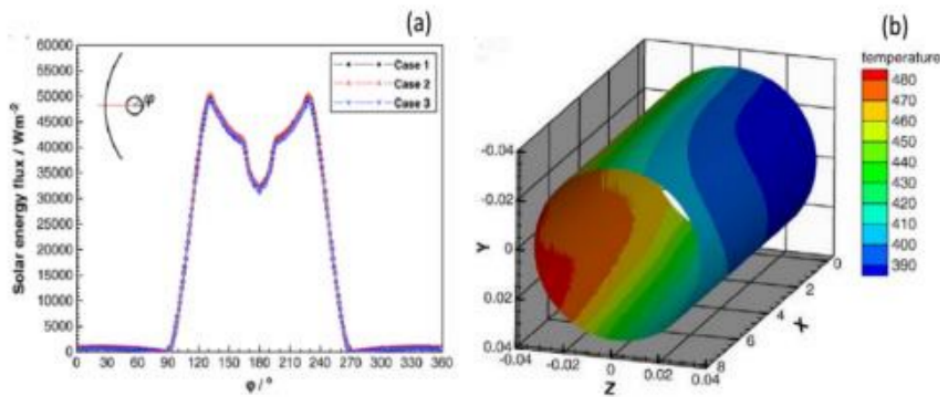 (a)
60000
55000
50000
45000
40000
35000
30000
25000
20000
15000
10000
5000
0
Solar energy flux / Wm⁻²
φ
Case 1
Case 2
Case 3
0 30 60 90 120 150 180 210 240 270 300 330 360
φ / °
(b)
temperature
480
470
460
450
440
430
420
410
400
390
-0.04
-0.02
0
0.02
0.04
Y
-0.04 -0.02 0 0.02 0.04
Z
0
2
4
6
8
X